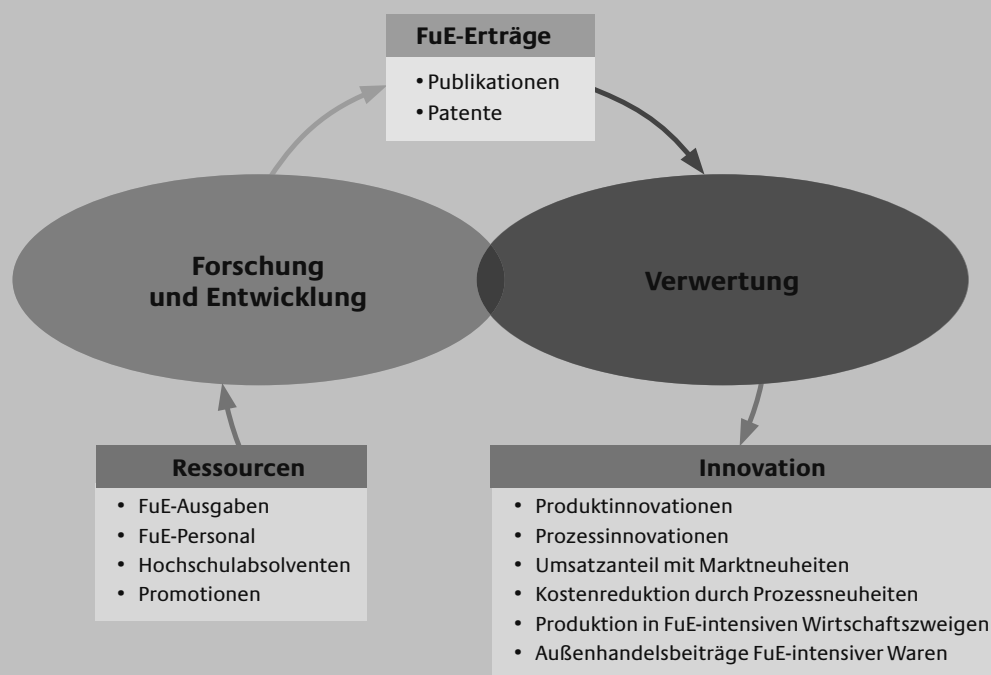 FuE-Erträge
• Publikationen
• Patente
Forschung
und Entwicklung
Verwertung
Ressourcen
• FuE-Ausgaben
• FuE-Personal
• Hochschulabsolventen
• Promotionen
Innovation
• Produktinnovationen
• Prozessinnovationen
• Umsatzanteil mit Marktneuheiten
• Kostenreduktion durch Prozessneuheiten
• Produktion in FuE-intensiven Wirtschaftszweigen
• Außenhandelsbeiträge FuE-intensiver Waren